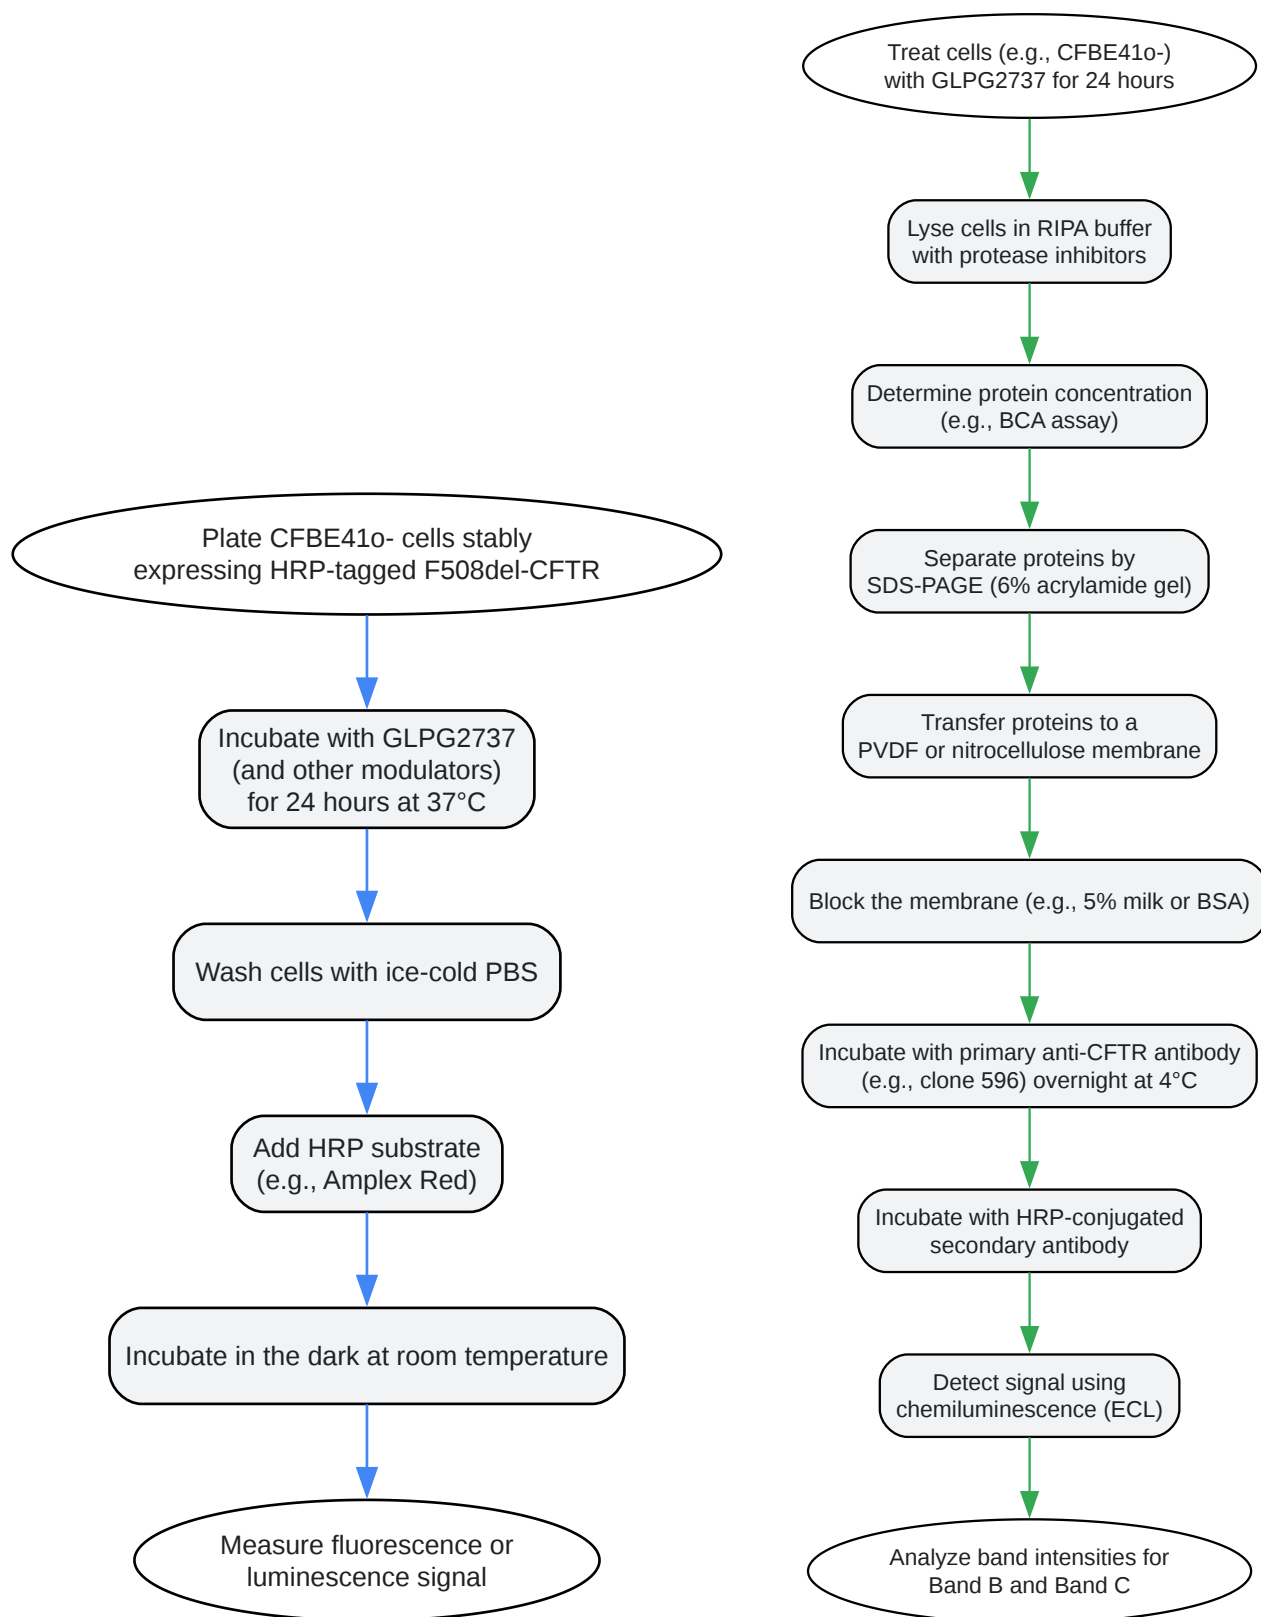 Plate CFBE41o- cells stably
expressing HRP-tagged F508del-CFTR
Incubate with GLPG2737
(and other modulators)
for 24 hours at 37°C
Wash cells with ice-cold PBS
Add HRP substrate
(e.g., Amplex Red)
Incubate in the dark at room temperature
Measure fluorescence or
luminescence signal
Treat cells (e.g., CFBE41o-)
with GLPG2737 for 24 hours
Lyse cells in RIPA buffer
with protease inhibitors
Determine protein concentration
(e.g., BCA assay)
Separate proteins by
SDS-PAGE (6% acrylamide gel)
Transfer proteins to a
PVDF or nitrocellulose membrane
Block the membrane (e.g., 5% milk or BSA)
Incubate with primary anti-CFTR antibody
(e.g., clone 596) overnight at 4°C
Incubate with HRP-conjugated
secondary antibody
Detect signal using
chemiluminescence (ECL)
Analyze band intensities for
Band B and Band C